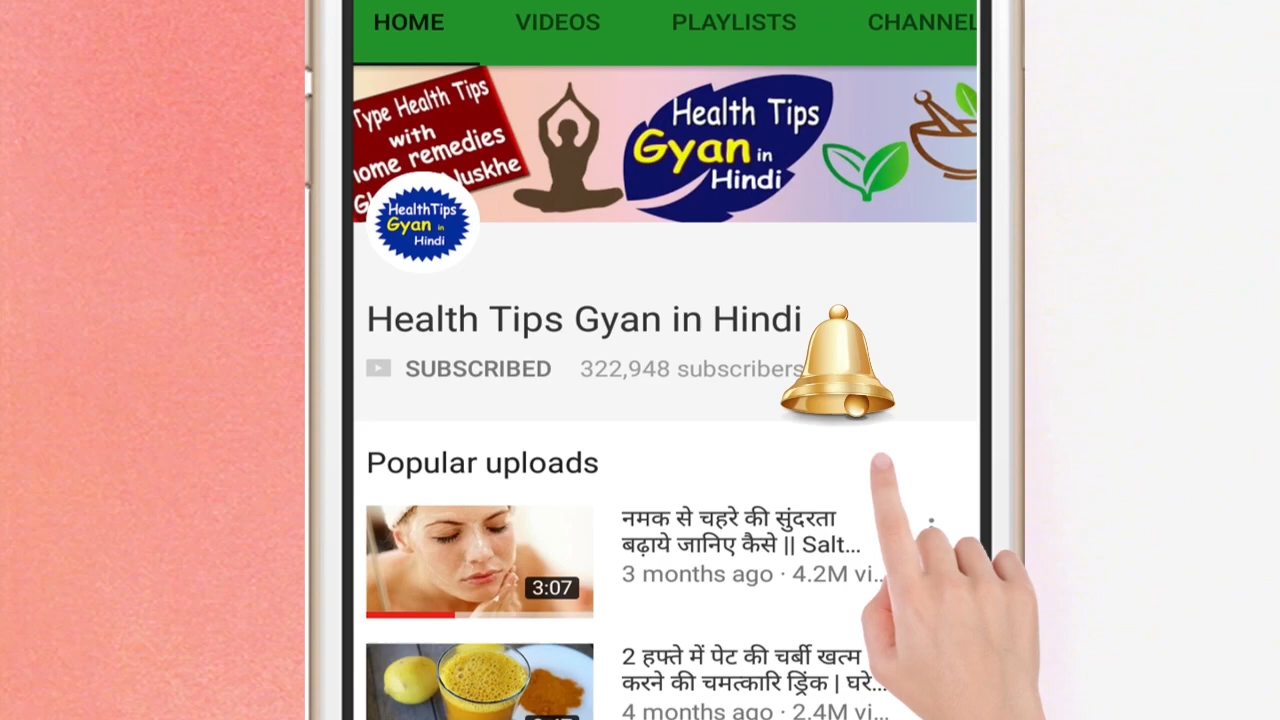 HOME VIDEOS PLAYLISTS CHANNEL
Type Health Tips
with
home remedies
Nuskhe
Health Tips
Gyan in
Hindi
HealthTips
Gyan in
Hindi
Health Tips Gyan in Hindi
SUBSCRIBED 322,948 subscribers
Popular uploads
नमक से चहरे की सुंदरता
बढ़ाये जानिए कैसे || Salt...
3 months ago · 4.2M vi...
3:07
2 हफ्ते में पेट की चर्बी खत्म
करने की चमत्कारि ड्रिंक | घरे...
4 months ago · 2.4M vi...